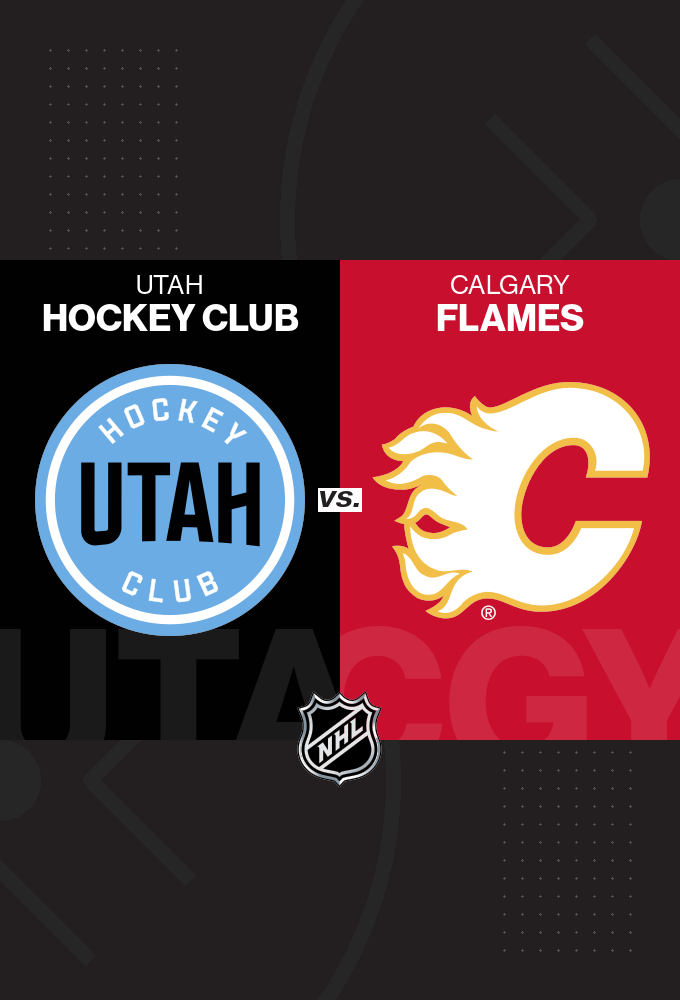 UTAH
HOCKEY CLUB
CALGARY
FLAMES
HOCKEY
UTAH
CLUB
vs.
C
®
UTA
CGY
NHL